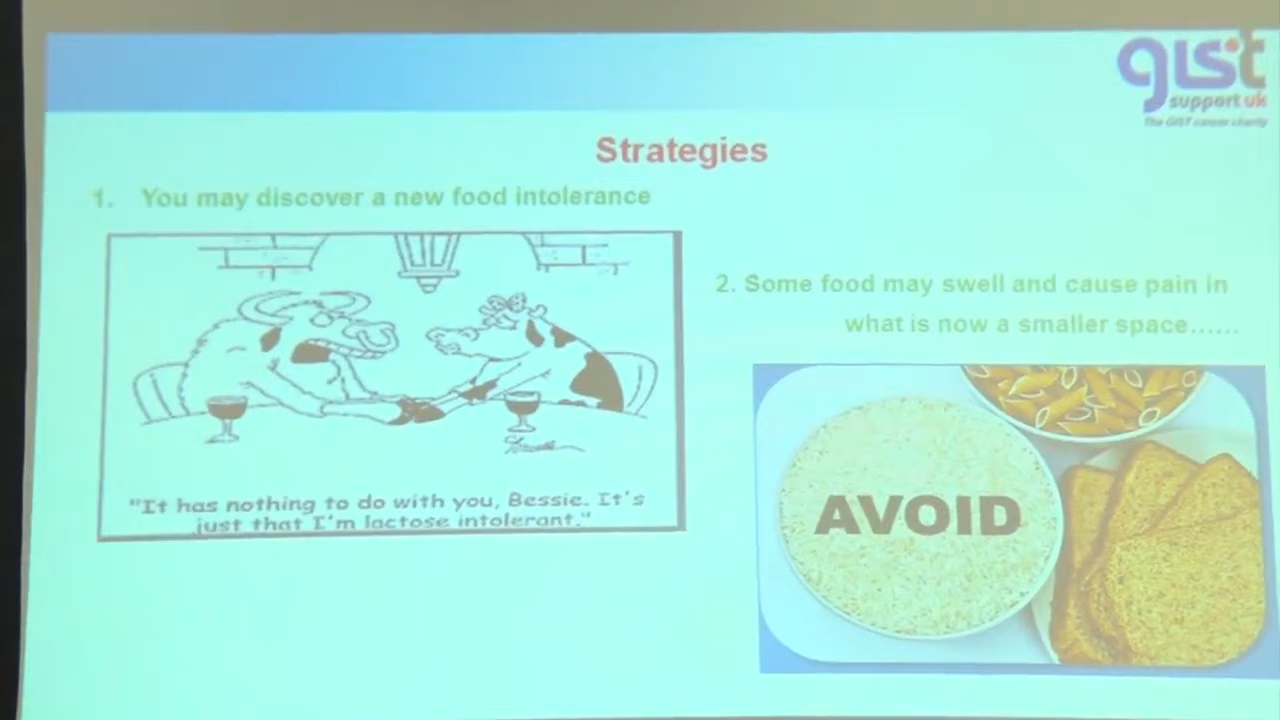 gist
support uk
The GIST cancer charity
Strategies
1. You may discover a new food intolerance
"It has nothing to do with you, Bessie. It's
just that I'm lactose intolerant."
2. Some food may swell and cause pain in
what is now a smaller space......
AVOID